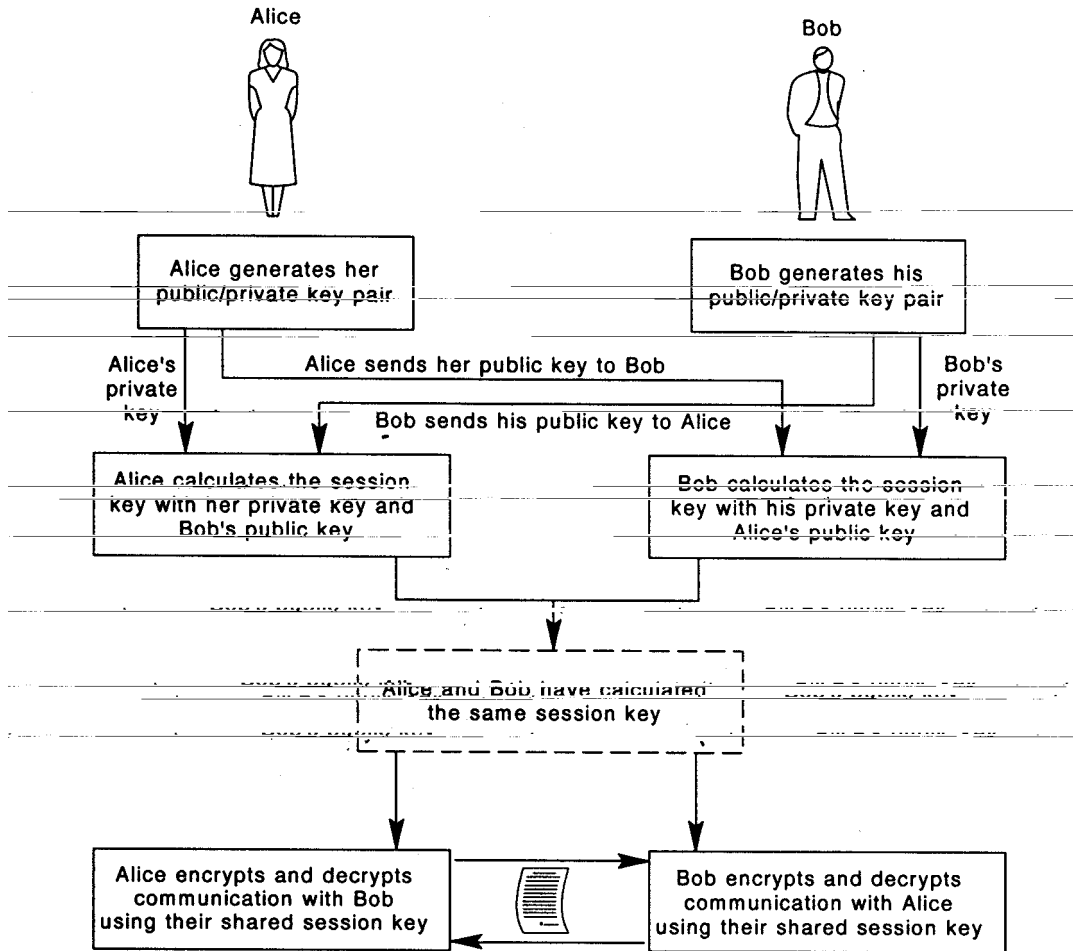 Alice
Bob
Alice generates her
public/private key pair
Bob generates his
public/private key pair
Alice's
private
key
Alice sends her public key to Bob
Bob's
private
key
Bob sends his public key to Alice
Alice calculates the session
key with her private key and
Bob's public key
Bob calculates the session
key with his private key and
Alice's public key
Alice and Bob have calculated
the same session key
Alice encrypts and decrypts
communication with Bob
using their shared session key
Bob encrypts and decrypts
communication with Alice
using their shared session key